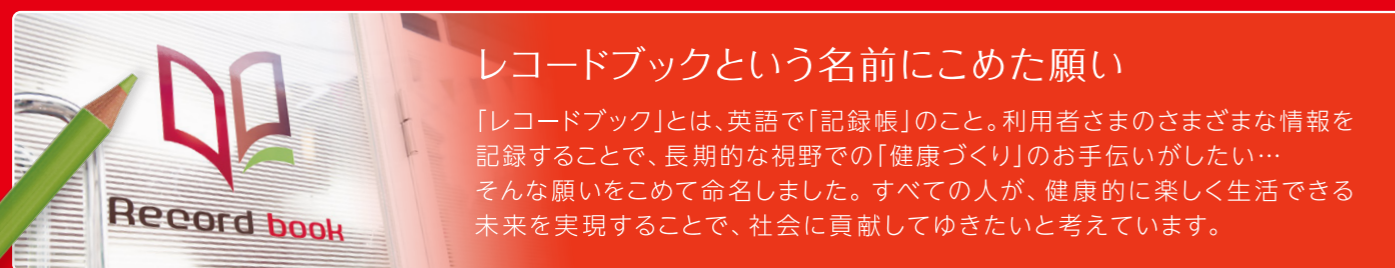 Record book
レコードブックという名前にこめた願い
「レコードブック」とは、英語で「記録帳」のこと。利用者さまのさまざまな情報を
記録することで、長期的な視野での「健康づくり」のお手伝いがしたい…
そんな願いをこめて命名しました。すべての人が、健康的に楽しく生活できる
未来を実現することで、社会に貢献してゆきたいと考えています。